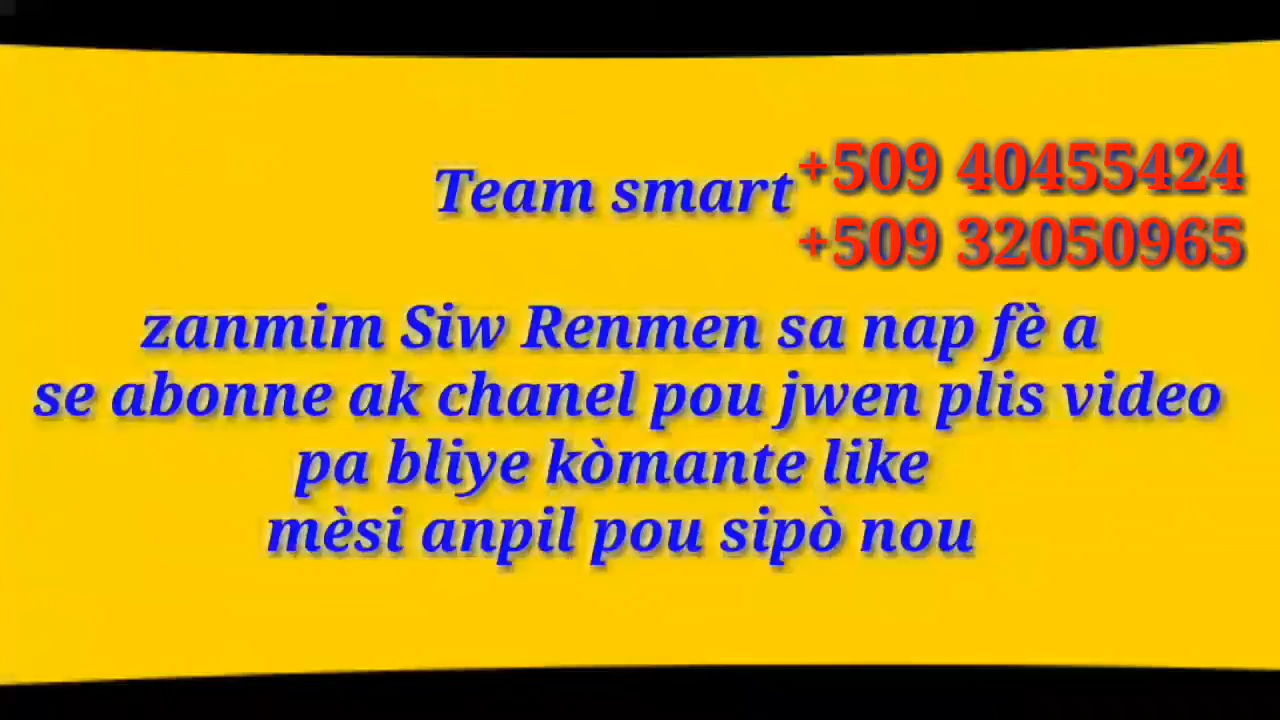 Team smart
+509 40455424
+509 32050965
zanmim Siw Renmen sa nap fè a
se abonne ak chanel pou jwen plis video
pa bliye kòmante like
mèsi anpil pou sipò nou